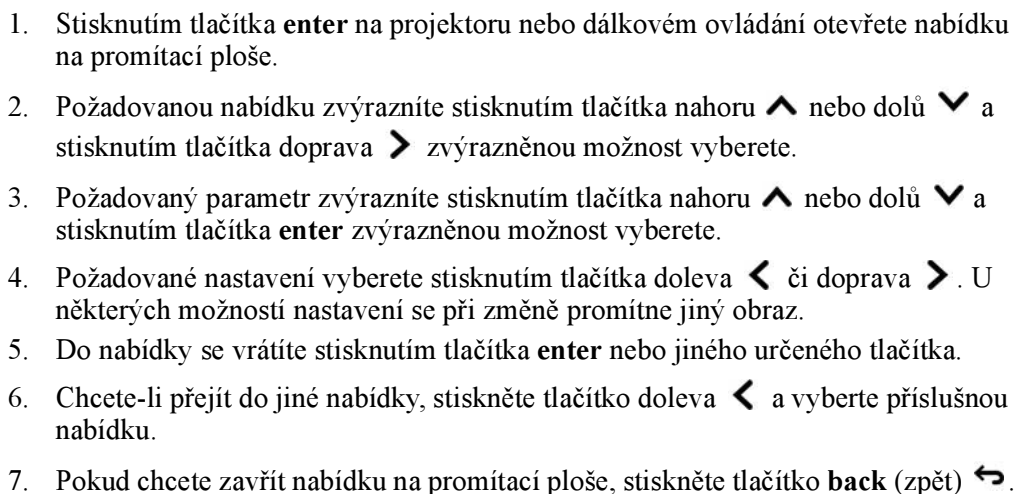 1. Stisknutím tlačítka enter na projektoru nebo dálkovém ovládání otevřete nabídku
na promítací ploše.
2. Požadovanou nabídku zvýrazníte stisknutím tlačítka nahoru nebo dolů a
stisknutím tlačítka doprava zvýrazněnou možnost vyberete.
3. Požadovaný parametr zvýrazníte stisknutím tlačítka nahoru nebo dolů a
stisknutím tlačítka enter zvýrazněnou možnost vyberete.
4. Požadované nastavení vyberete stisknutím tlačítka doleva či doprava . U
některých možností nastavení se při změně promítne jiný obraz.
5. Do nabídky se vrátíte stisknutím tlačítka enter nebo jiného určeného tlačítka.
6. Chcete-li přejít do jiné nabídky, stiskněte tlačítko doleva a vyberte příslušnou
nabídku.
7. Pokud chcete zavřít nabídku na promítací ploše, stiskněte tlačítko back (zpět) .